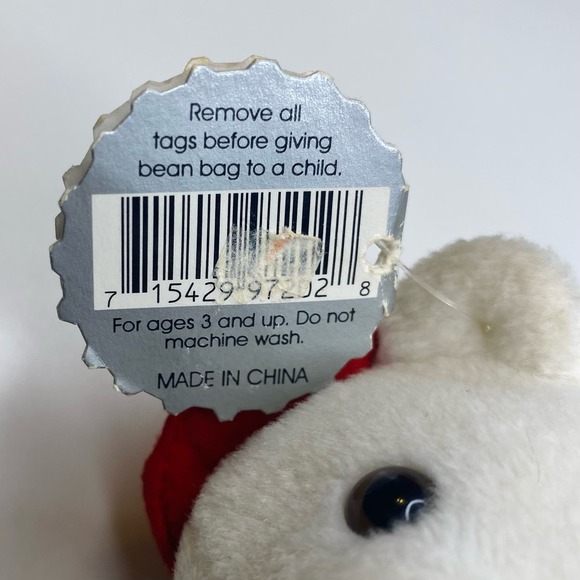 Remove all
tags before giving
bean bag to a child.
7 15429 97202 8
For ages 3 and up. Do not
machine wash.
MADE IN CHINA